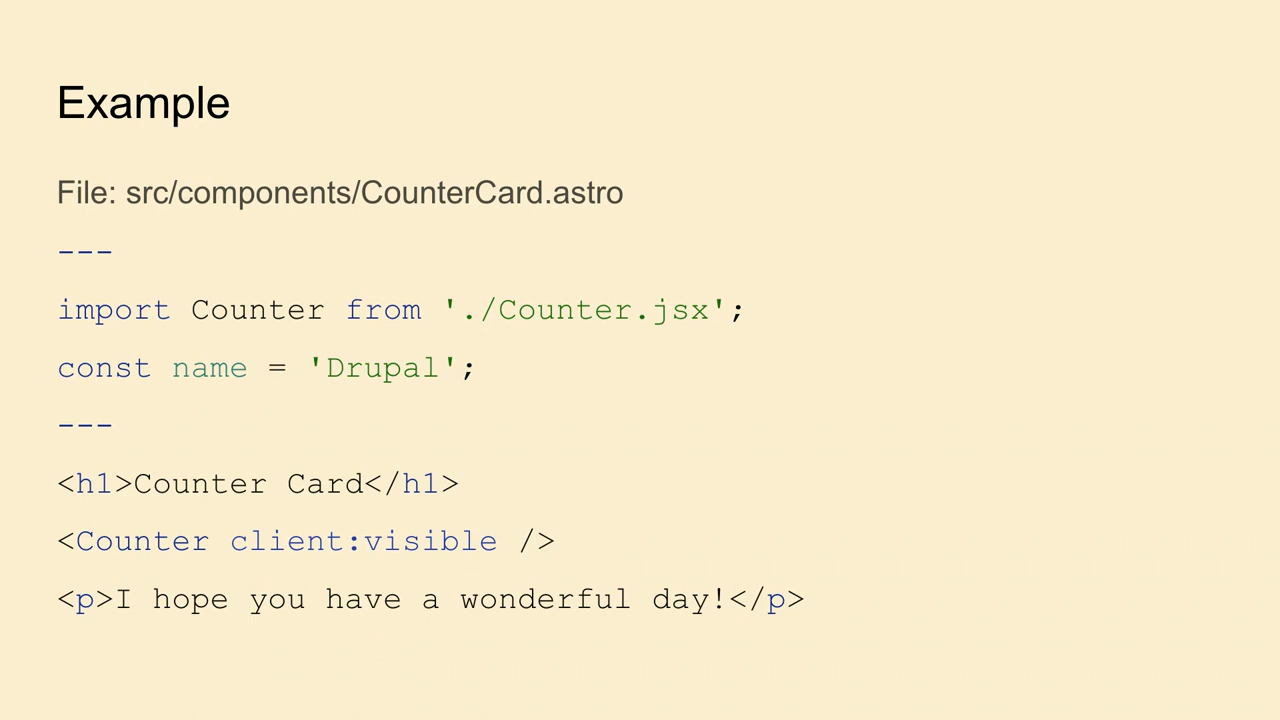 Example
File: src/components/CounterCard.astro
---
import Counter from './Counter.jsx';
const name = 'Drupal';
---
<h1>Counter Card</h1>
<Counter client:visible />
<p>I hope you have a wonderful day!</p>